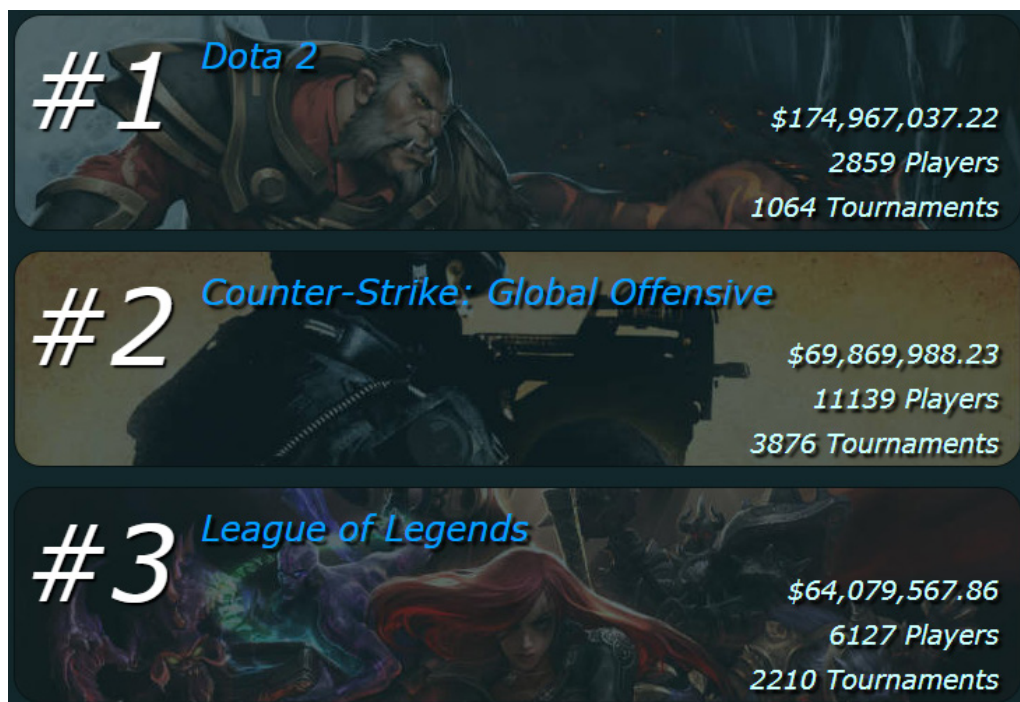 #1
Dota 2
$174,967,037.22
2859 Players
1064 Tournaments
#2
Counter-Strike: Global Offensive
$69,869,988.23
11139 Players
3876 Tournaments
#3
League of Legends
$64,079,567.86
6127 Players
2210 Tournaments